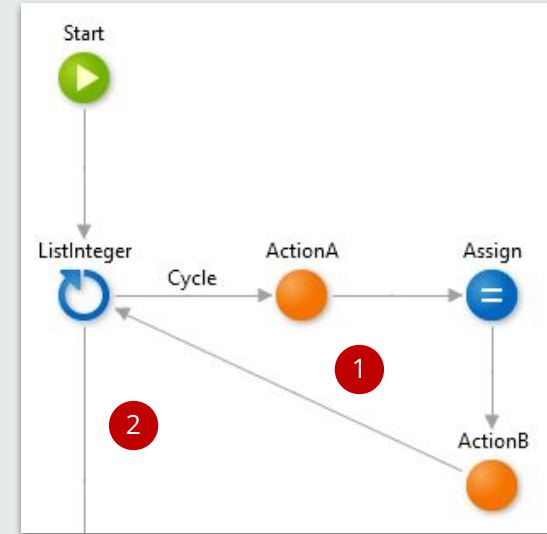 Start
ListInteger
Cycle
ActionA
Assign
=
1
2
ActionB